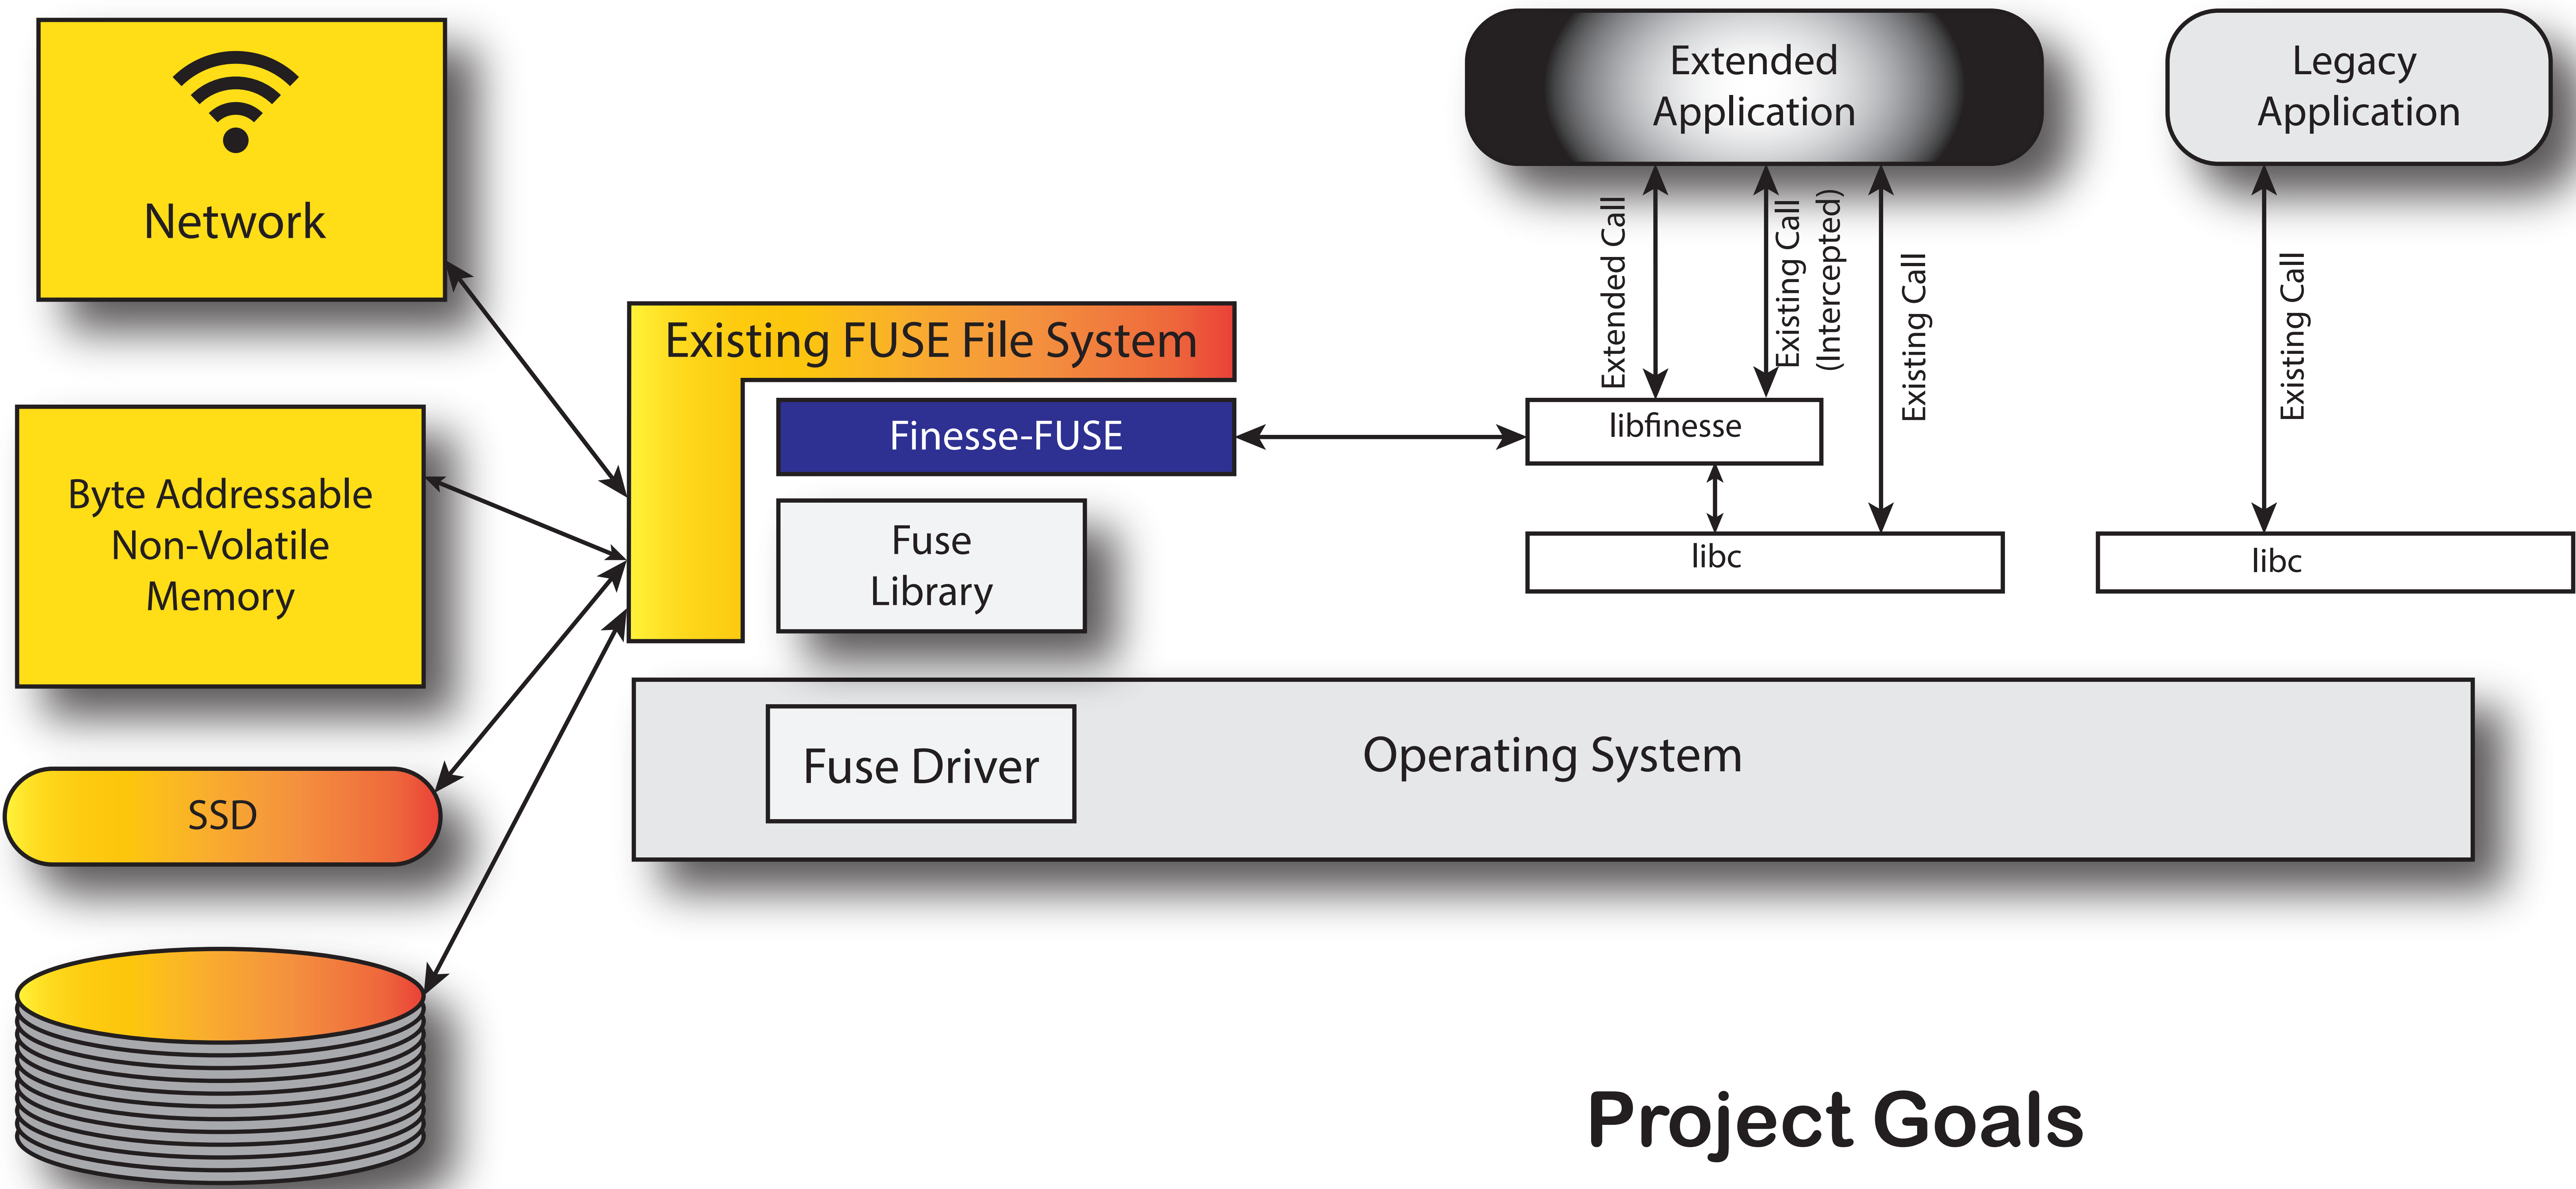 Network
Byte Addressable
Non-Volatile
Memory
SSD
Existing FUSE File System
Finesse-FUSE
Fuse
Library
Fuse Driver
Operating System
Extended
Application
Extended Call
Existing Call
(Intercepted)
Existing Call
libfinesse
libc
Legacy
Application
Existing Call
libc
Project Goals